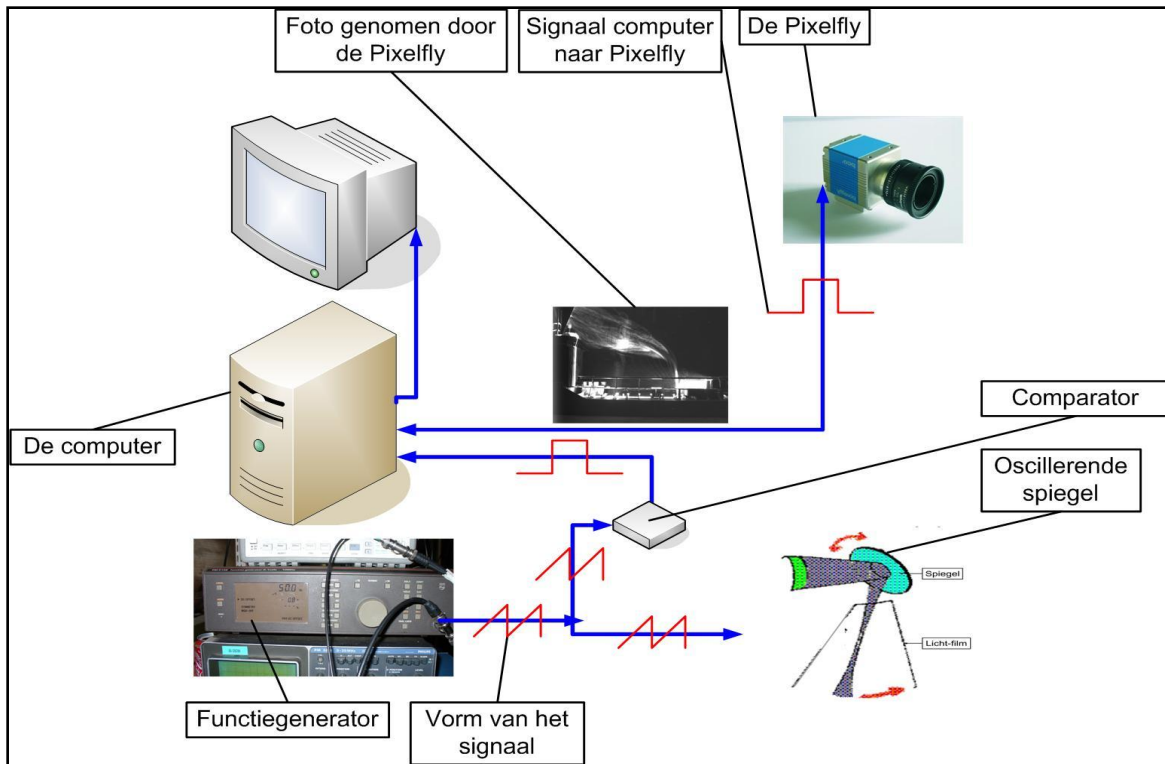 Foto genomen door
de Pixelfly
Signaal computer
naar Pixelfly
De Pixelfly
De computer
Comparator
Oscillerende
spiegel
Spiegel
Licht-film
Functiegenerator
Vorm van het
signaal